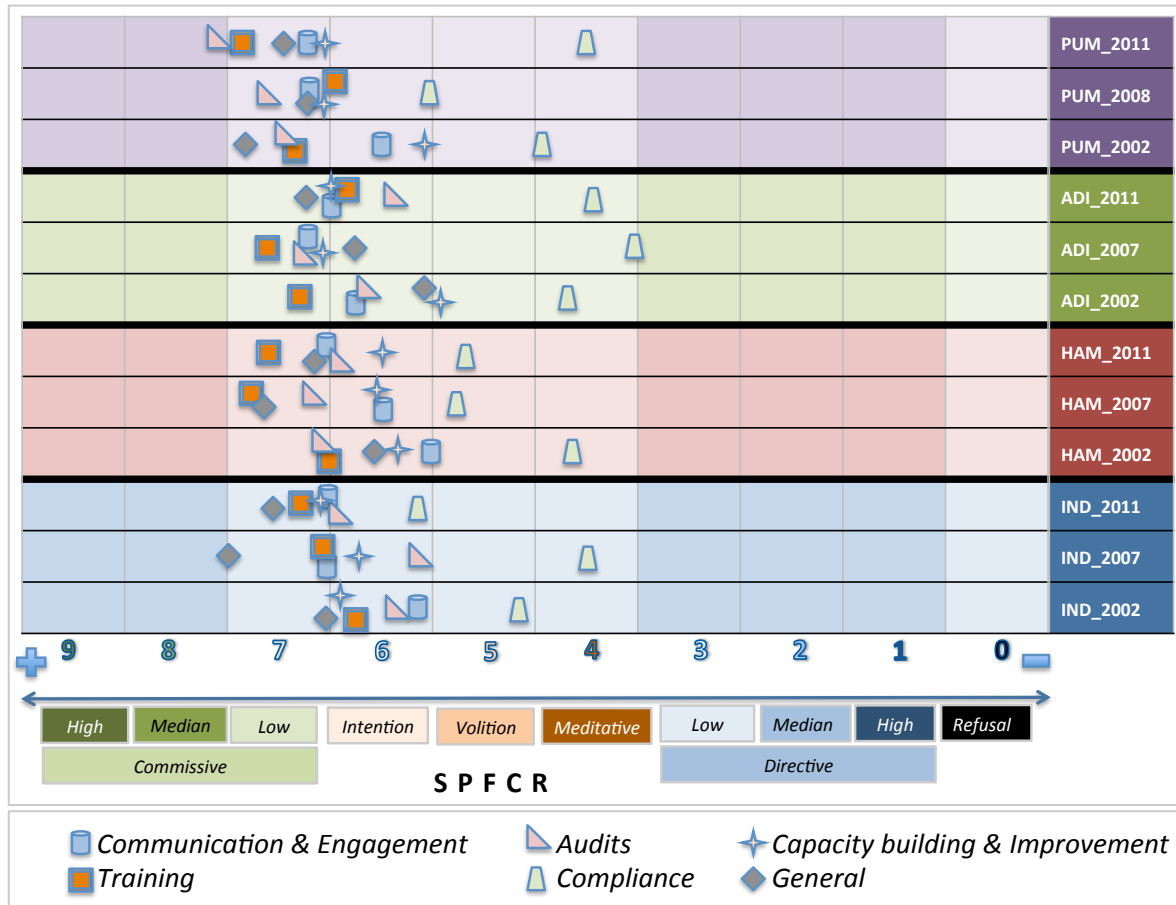 PUM_2011
PUM_2008
PUM_2002
ADI_2011
ADI_2007
ADI_2002
HAM_2011
HAM_2007
HAM_2002
IND_2011
IND_2007
IND_2002
9 8 7 6 5 4 3 2 1 0
High Median Low Intention Volition Meditative Low Median High Refusal
Commissive Directive
S P F C R
Communication & Engagement Audits Capacity building & Improvement
Training Compliance General